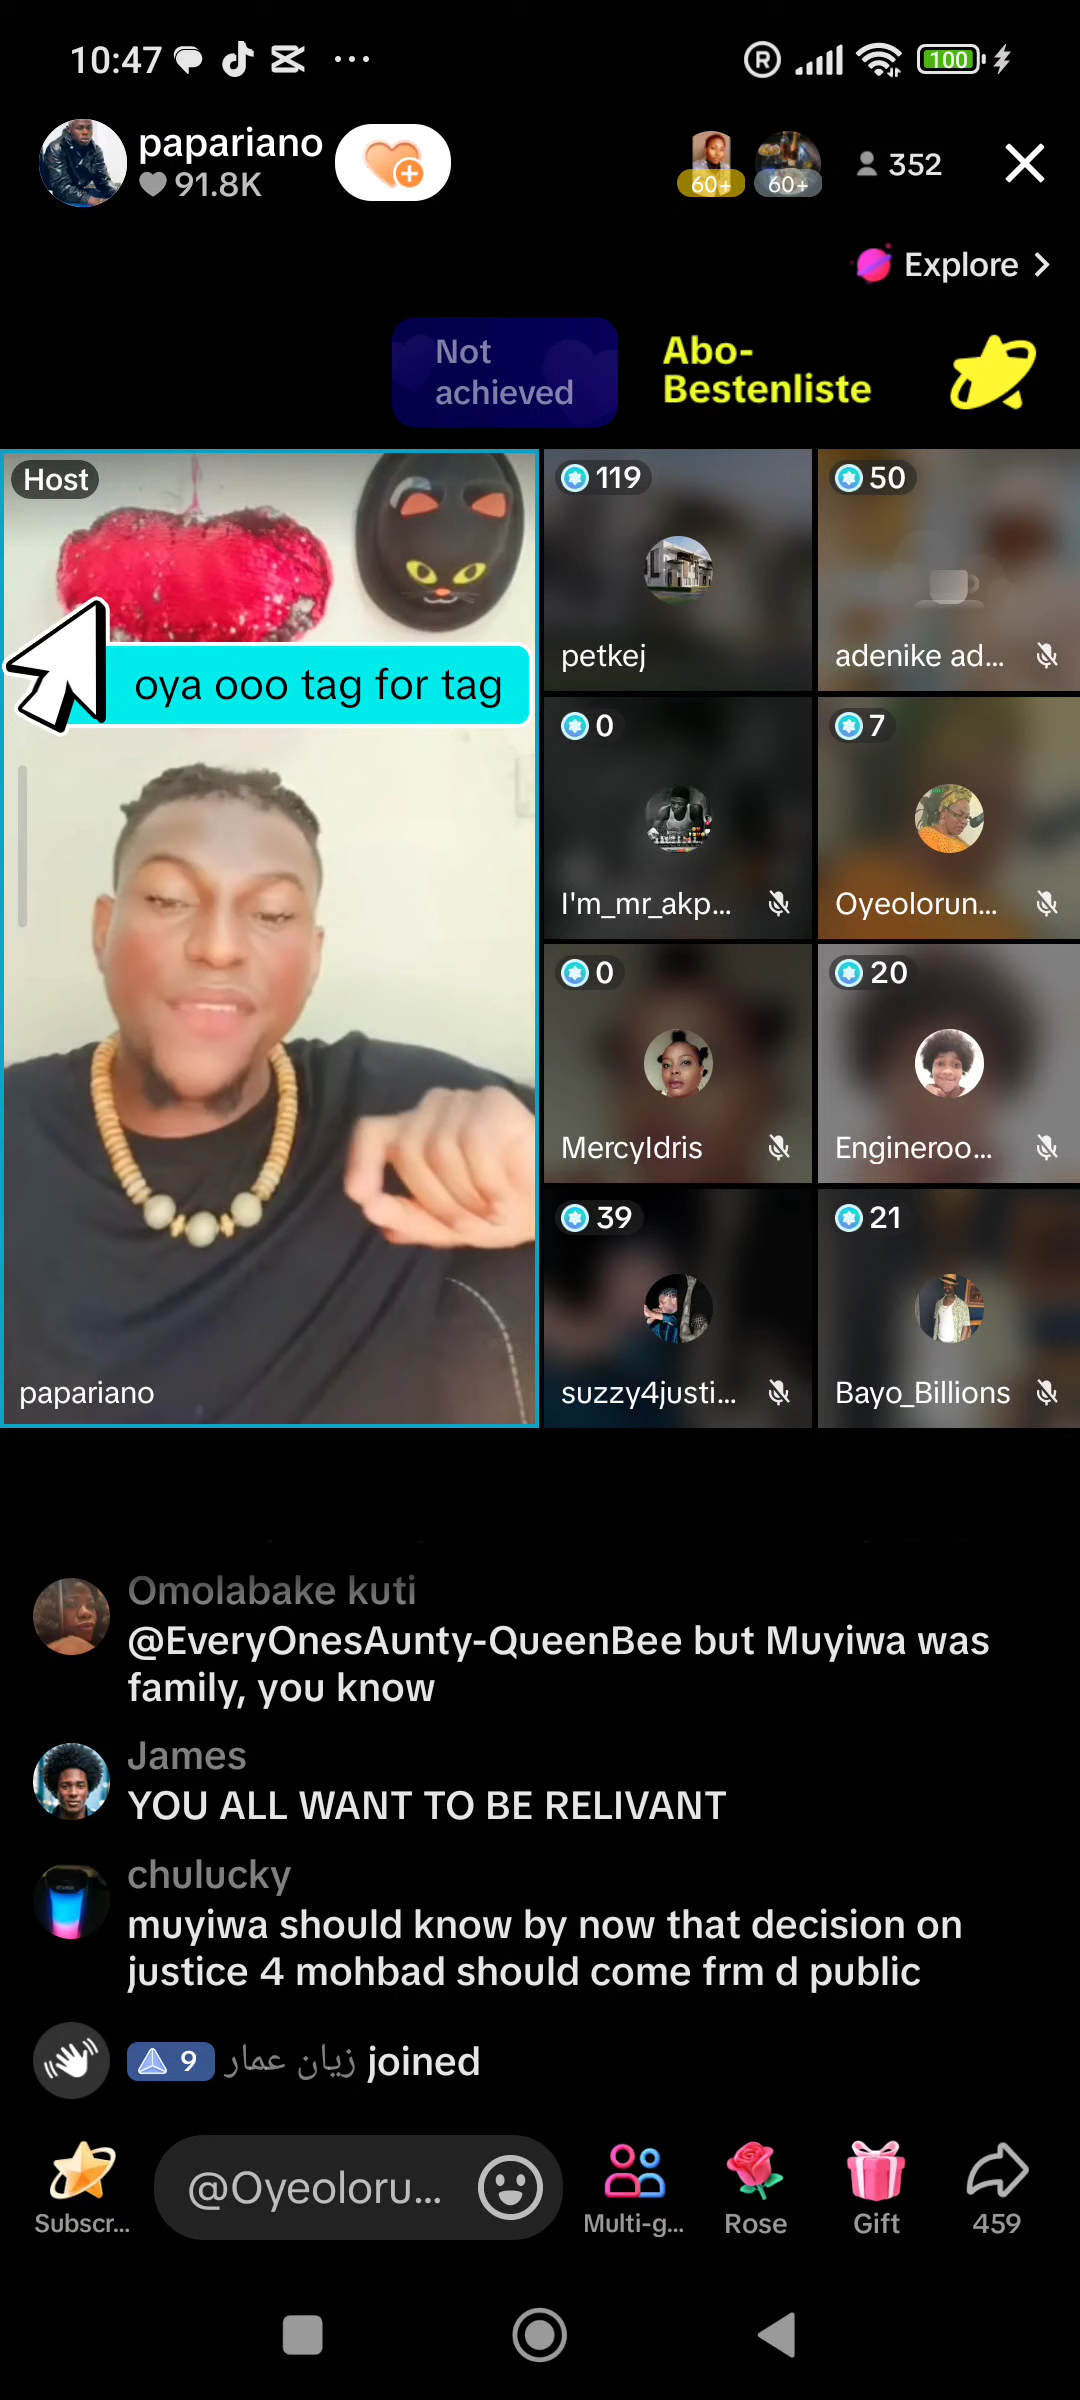 10:47
100
papariano
91.8K
60+
60+
352
Explore
Not
achieved
Abo-
Bestenliste
Host
oya ooo tag for tag
papariano
119
petkej
50
adenike ad...
0
I'm_mr_akp...
7
Oyeolorun...
0
MercyIdris
20
Engineroo...
39
suzzy4justi...
21
Bayo_Billions
Omolabake kuti
@EveryOnesAunty-QueenBee but Muyiwa was
family, you know
James
YOU ALL WANT TO BE RELIVANT
chulucky
muyiwa should know by now that decision on
justice 4 mohbad should come frm d public
9 زيان عمار joined
@Oyeoloru...
Subscr...
Multi-g...
Rose
Gift
459